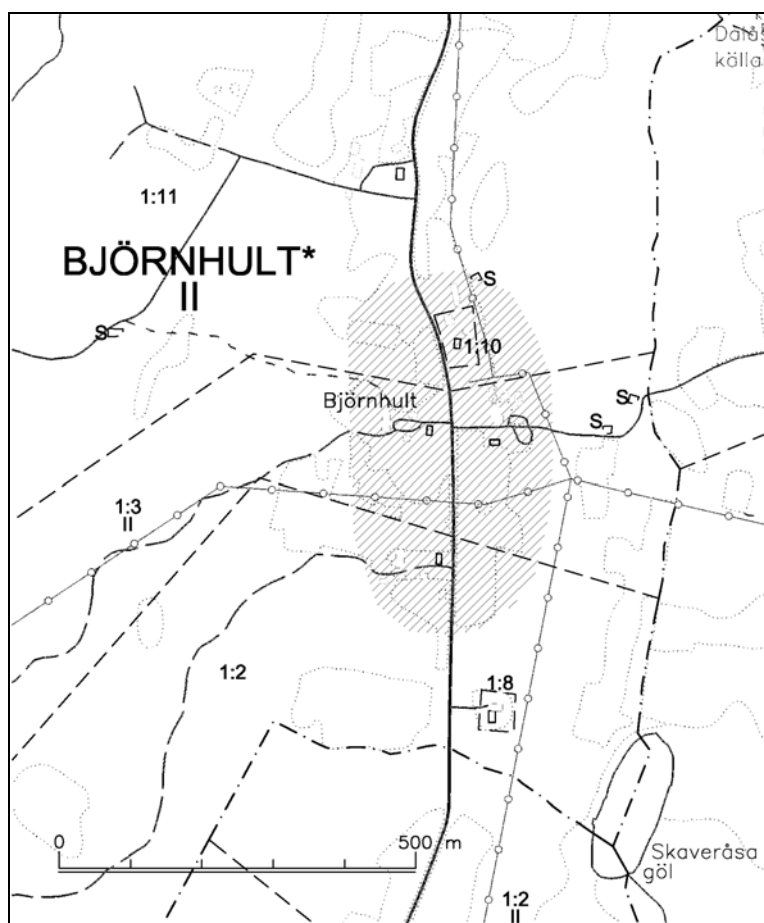 Dalås
källa
1:11
BJÖRNHULT*
II
S
S
1:10
Björnhult
S
S
1:3
II
1:2
1:8
0
500 m
Skaveråsa
göl
1:2
II